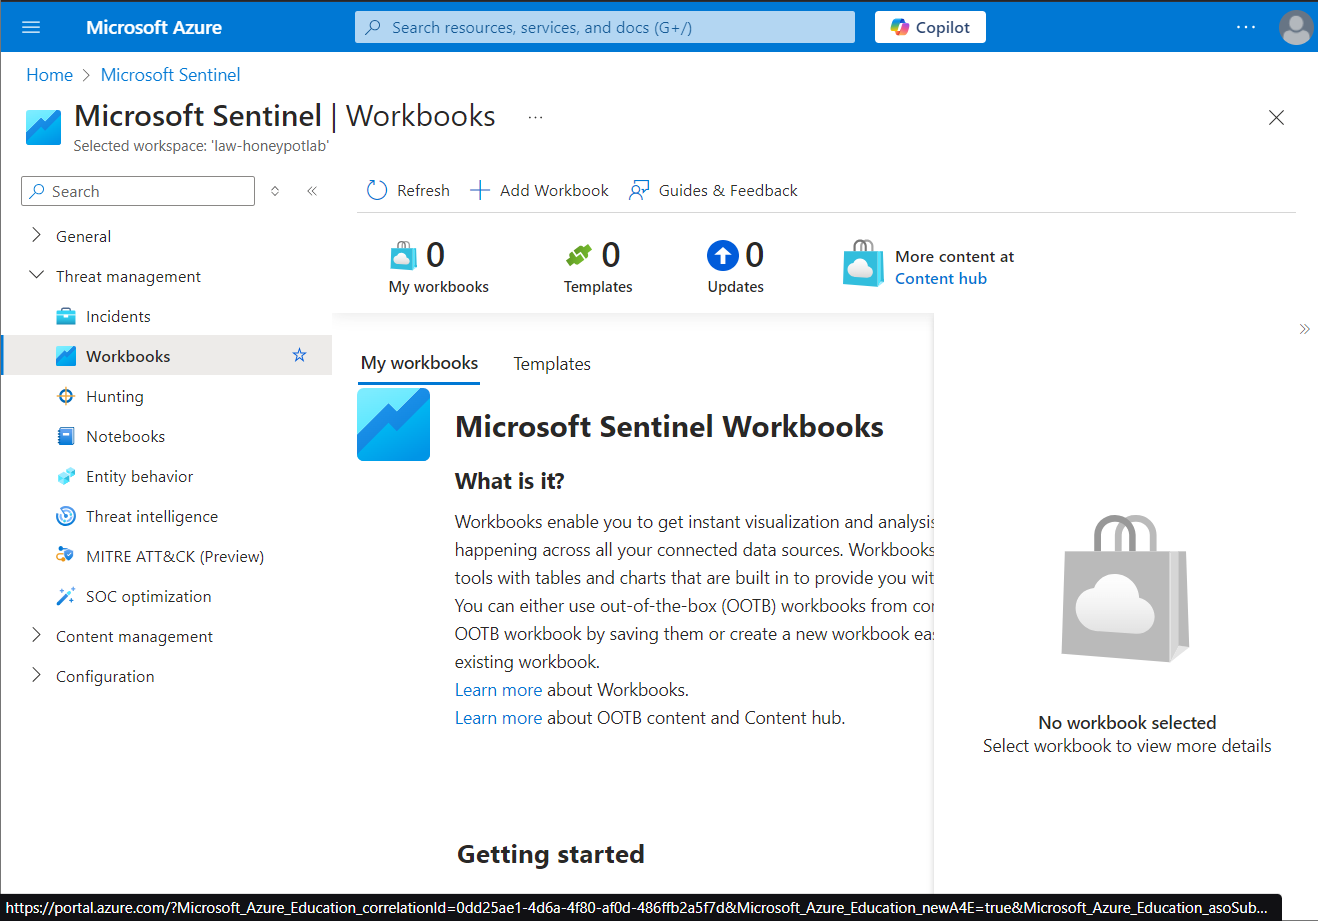 Microsoft Azure
Search resources, services, and docs (G+/)
Copilot
Home > Microsoft Sentinel
Microsoft Sentinel | Workbooks
...
Selected workspace: 'law-honeypotlab'
Search
General
Threat management
Incidents
Workbooks
Hunting
Notebooks
Entity behavior
Threat intelligence
MITRE ATT&CK (Preview)
SOC optimization
Content management
Configuration
Refresh
Add Workbook
Guides & Feedback
0
My workbooks
0
Templates
0
Updates
More content at
Content hub
My workbooks
Templates
Microsoft Sentinel Workbooks
What is it?
Workbooks enable you to get instant visualization and analysis
happening across all your connected data sources. Workbooks
tools with tables and charts that are built in to provide you wit
You can either use out-of-the-box (OOTB) workbooks from cor
OOTB workbook by saving them or create a new workbook eas
existing workbook.
Learn more about Workbooks.
Learn more about OOTB content and Content hub.
Getting started
No workbook selected
Select workbook to view more details
https://portal.azure.com/?Microsoft_Azure_Education_correlationId=0dd25ae1-4d6a-4f80-af0d-486ffb2a5f7d&Microsoft_Azure_Education_newA4E=true&Microsoft_Azure_Education_asoSub...